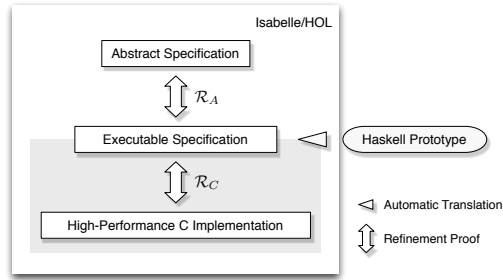 Isabelle/HOL
Abstract Specification
R_A
Executable Specification
Haskell Prototype
R_C
Automatic Translation
High-Performance C Implementation
Refinement Proof